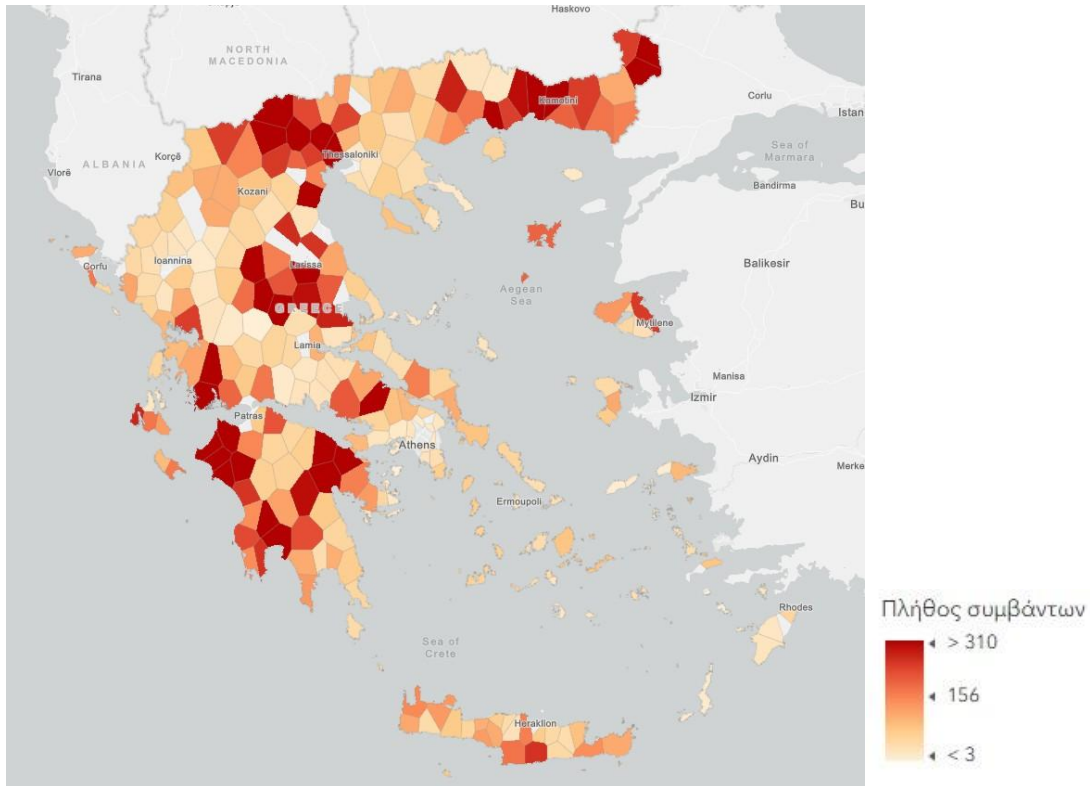 Haskovo
NORTH
MACEDONIA
Tirana
Corlu
Istan
Komotini
Thessaloniki
Sea of
Marmara
ALBANIA
Korçë
Vlorë
Bandirma
Kozani
Bu
Ioannina
Corfu
Larissa
Balikesir
Aegean
Sea
GREECE
Mytilene
Lamia
Manisa
Izmir
Patras
Athens
Aydin
Merke
Ermoupoli
Rhodes
Πλήθος συμβάντων
> 310
156
< 3
Sea of
Crete
Heraklion